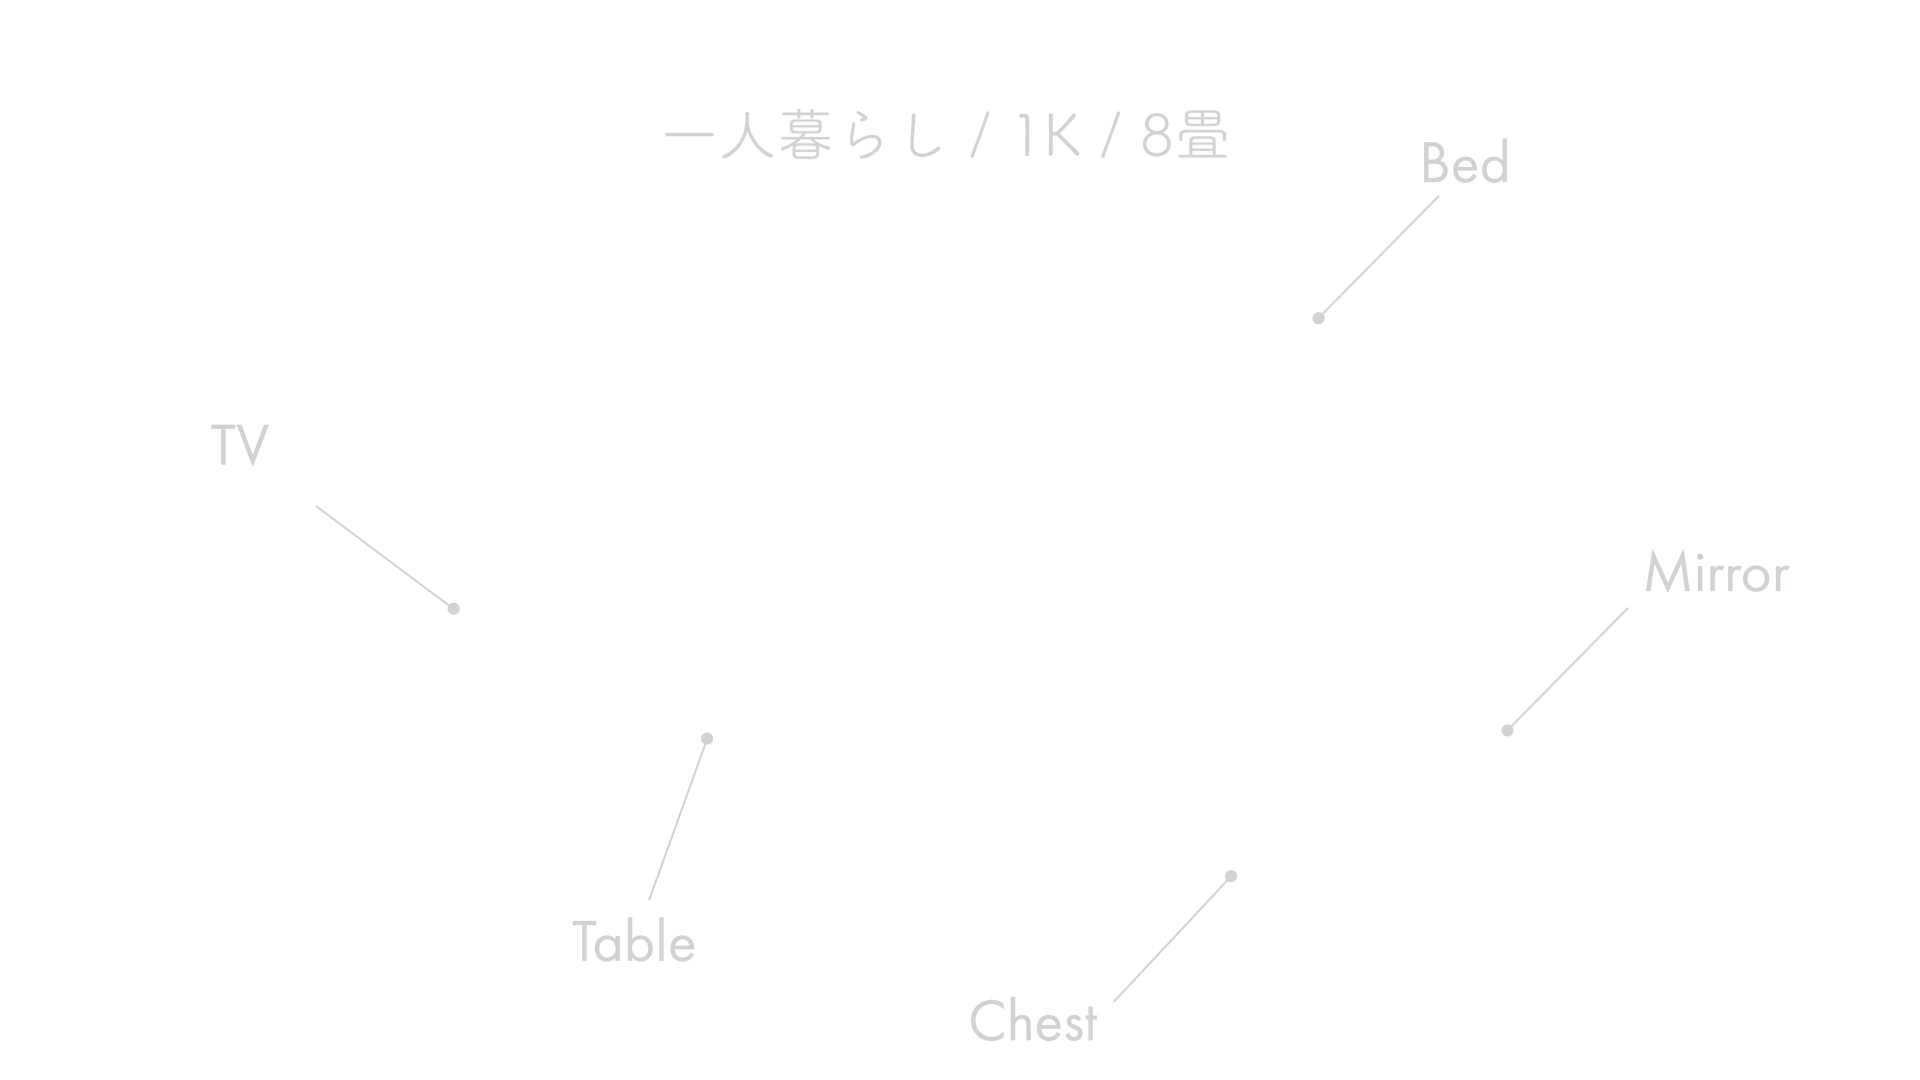 一人暮らし / 1K / 8畳
Bed
TV
Mirror
Table
Chest